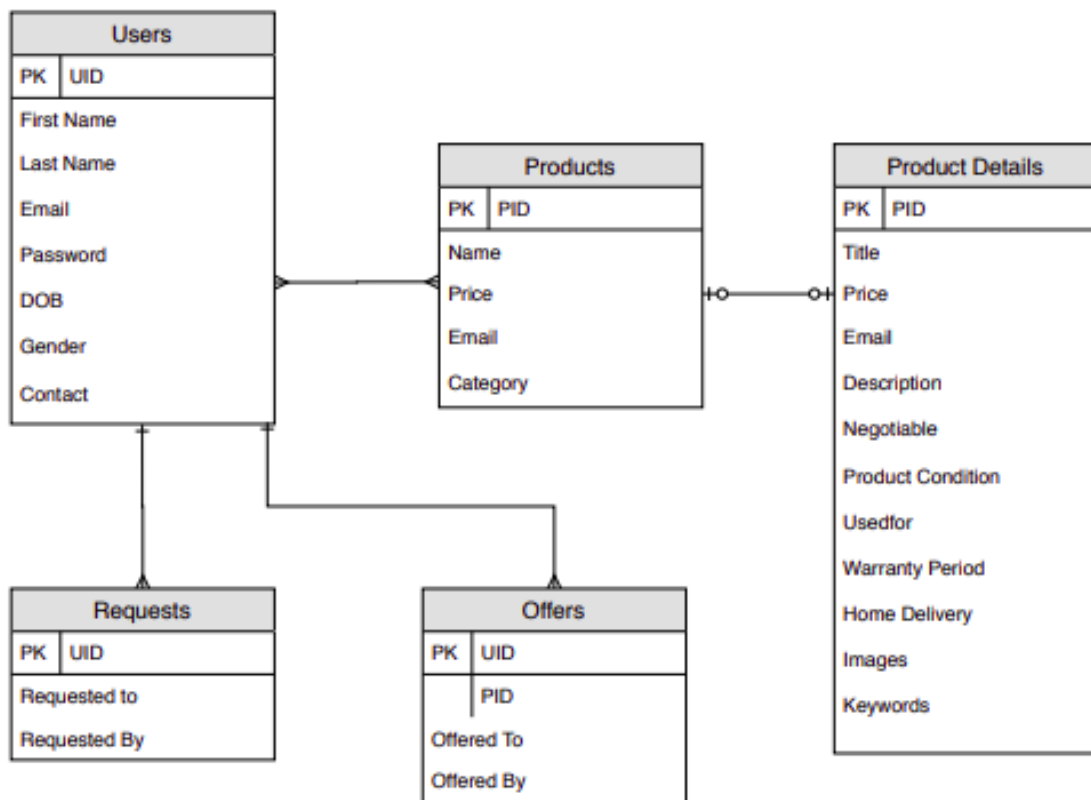 Users
PK UID
First Name
Last Name
Email
Password
DOB
Gender
Contact
Products
PK PID
Name
Price
Email
Category
Product Details
PK PID
Title
Price
Email
Description
Negotiable
Product Condition
Usedfor
Warranty Period
Home Delivery
Images
Keywords
Requests
PK UID
Requested to
Requested By
Offers
PK UID
PID
Offered To
Offered By